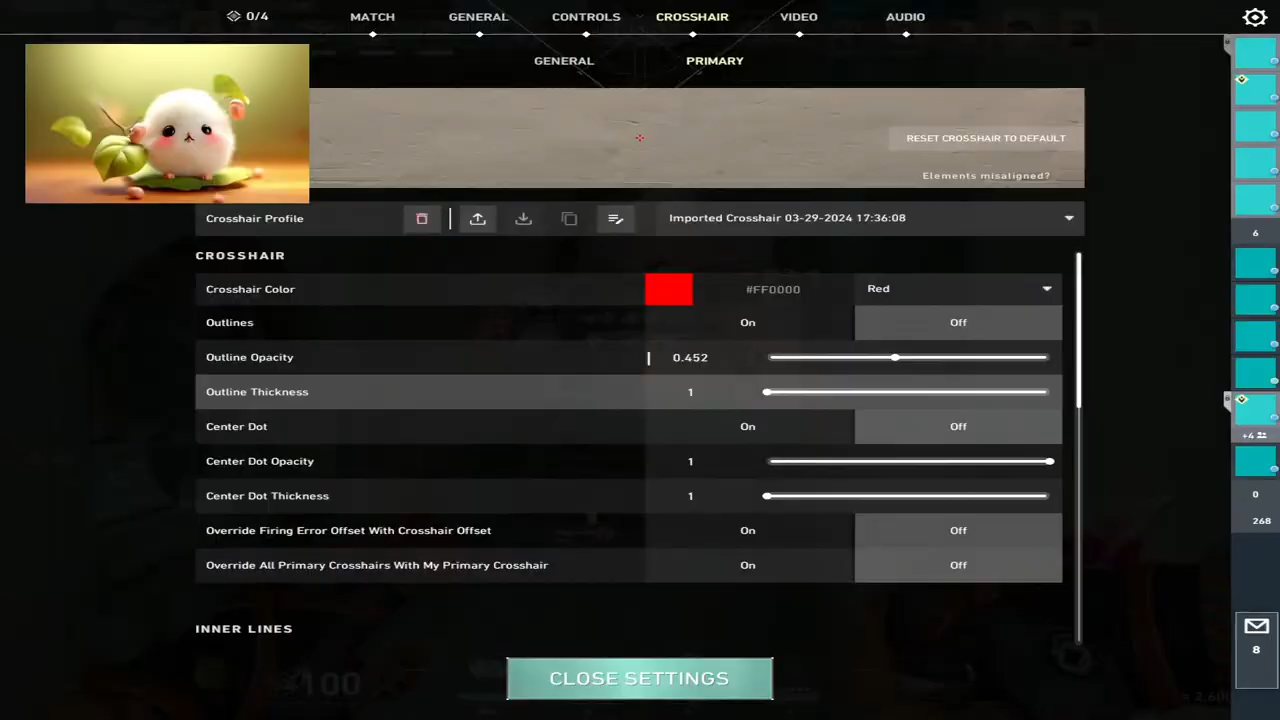 0/4 MATCH GENERAL CONTROLS CROSSHAIR VIDEO AUDIO
GENERAL PRIMARY
RESET CROSSHAIR TO DEFAULT
Elements misaligned?
Crosshair Profile Imported Crosshair 03-29-2024 17:36:08
CROSSHAIR
Crosshair Color #FF0000 Red
Outlines On Off
Outline Opacity 0.452
Outline Thickness 1
Center Dot On Off
Center Dot Opacity 1
Center Dot Thickness 1
Override Firing Error Offset With Crosshair Offset On Off
Override All Primary Crosshairs With My Primary Crosshair On Off
INNER LINES
CLOSE SETTINGS
100
6
+4
0
268
8